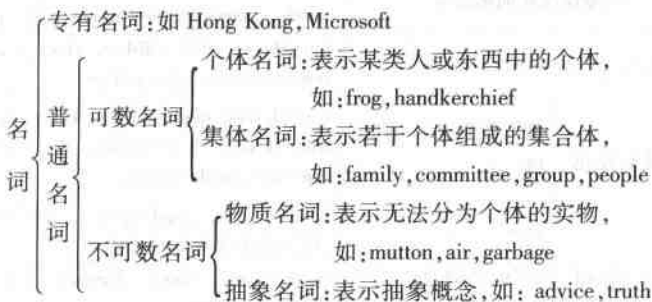 专有名词:如 Hong Kong,Microsoft
个体名词:表示某类人或东西中的个体,
如:frog,handkerchief
可数名词
集体名词:表示若干个体组成的集合体,
如:family,committee,group,people
名词
普通名词
物质名词:表示无法分为个体的实物,
如:mutton,air,garbage
不可数名词
抽象名词:表示抽象概念,如: advice,truth